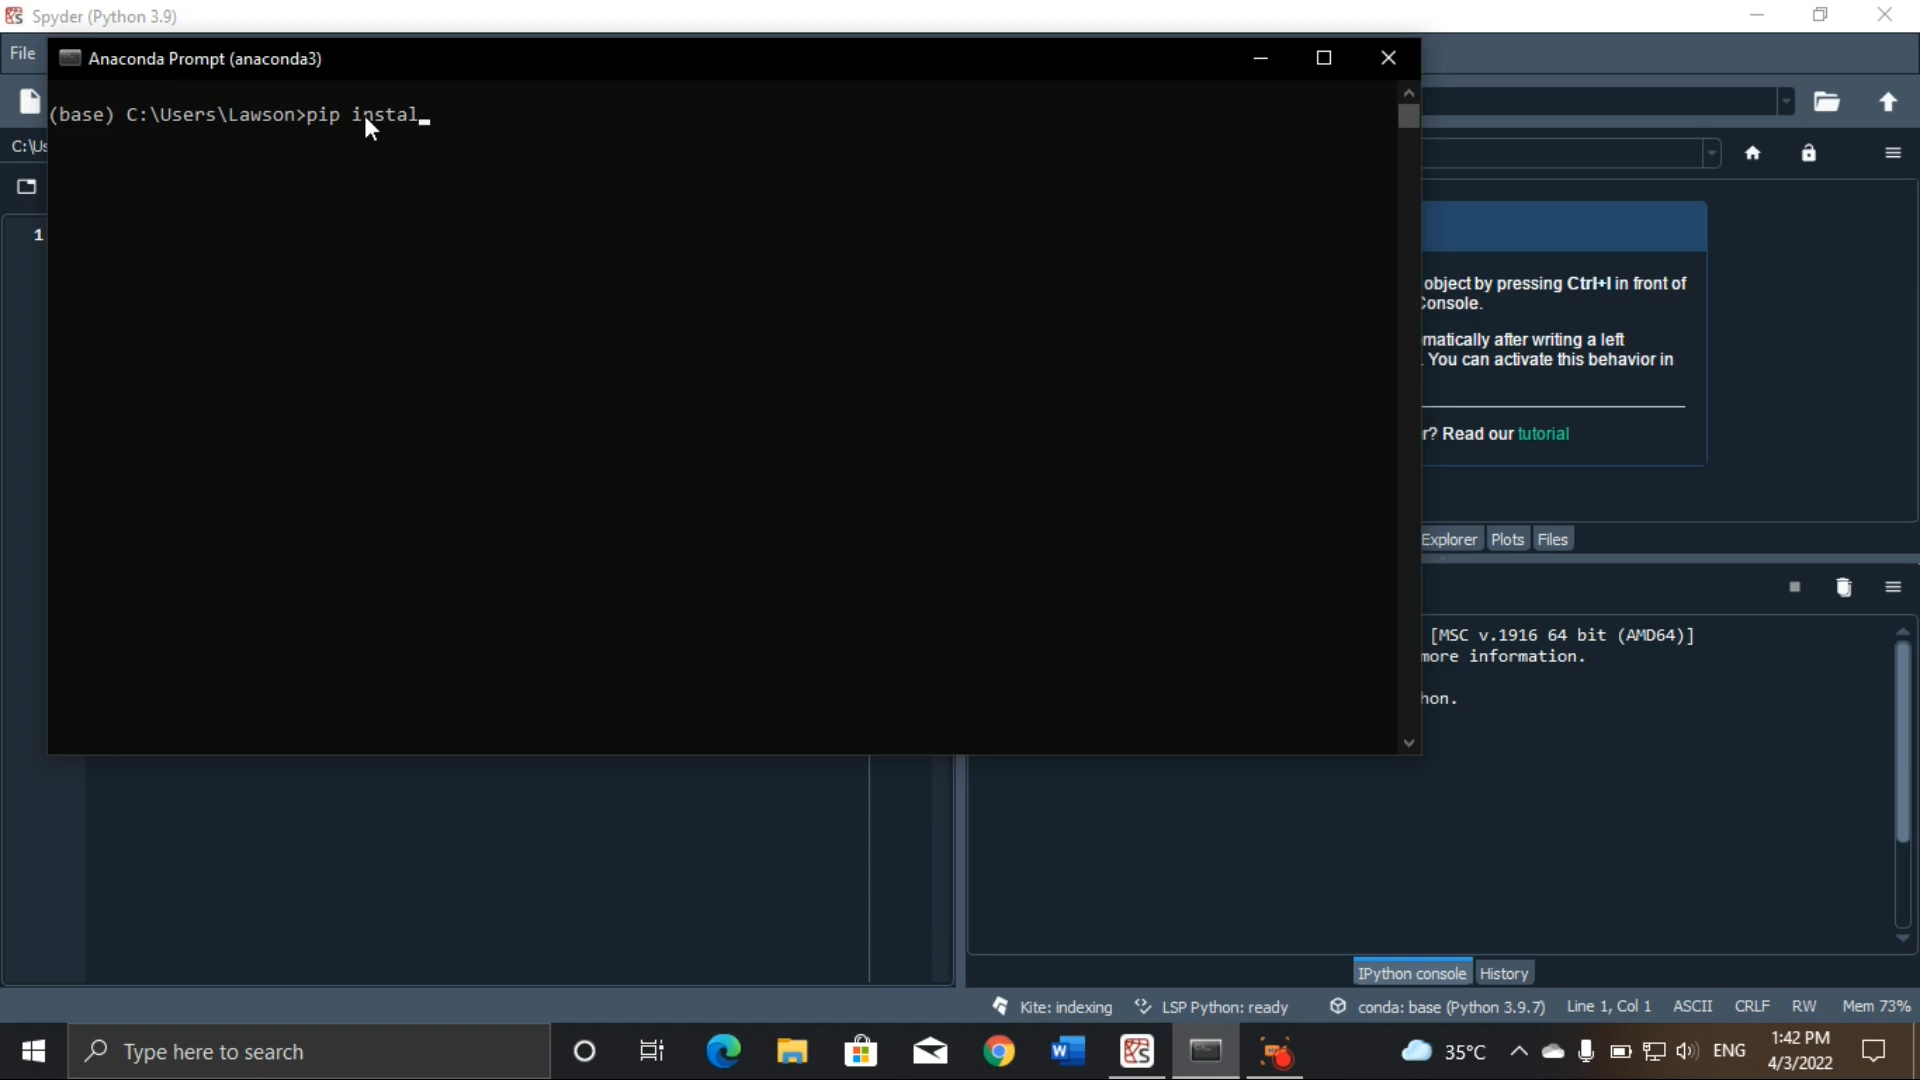 Spyder (Python 3.9)
File
Anaconda Prompt (anaconda3)
(base) C:\Users\Lawson>pip instal_
C:\Us
1
object by pressing Ctrl+I in front of
Console.
matically after writing a left
. You can activate this behavior in
r? Read our tutorial
Explorer
Plots
Files
[MSC v.1916 64 bit (AMD64)]
more information.
hon.
IPython console
History
Kite: indexing
LSP Python: ready
conda: base (Python 3.9.7)
Line 1, Col 1
ASCII
CRLF
RW
Mem 73%
Type here to search
35°C
ENG
1:42 PM
4/3/2022